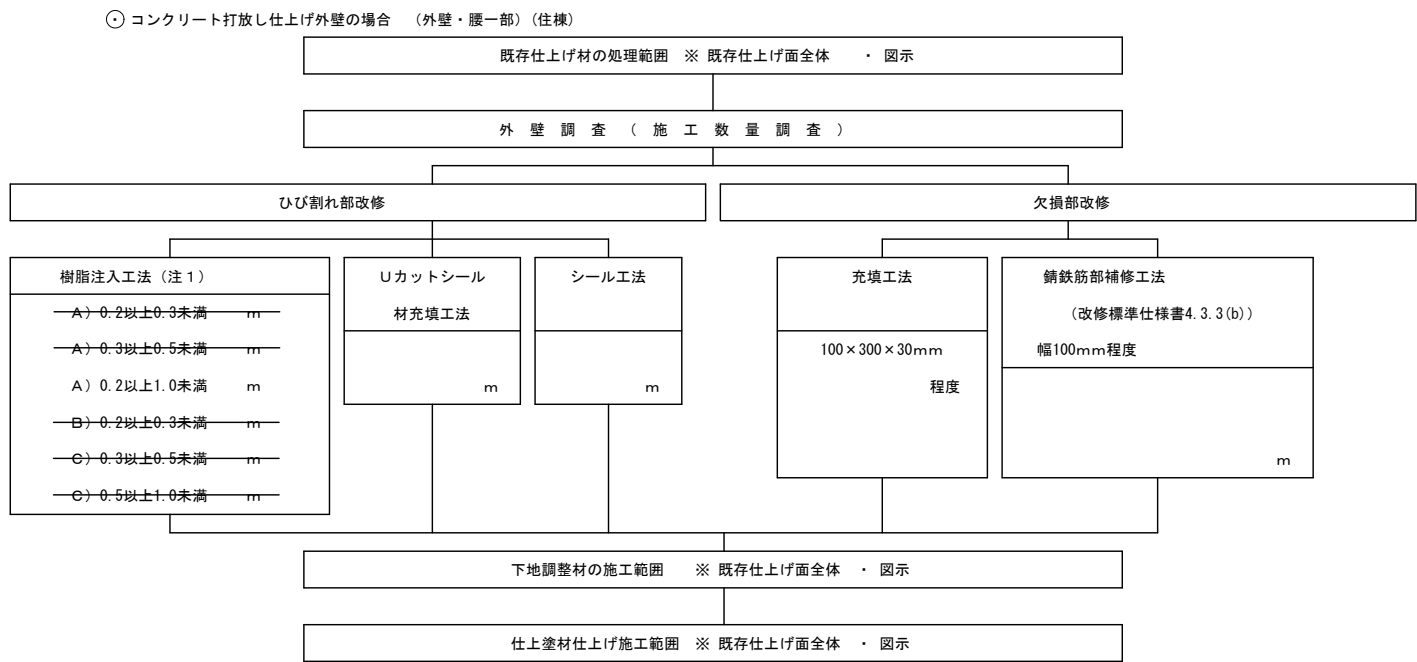 ⊙ コンクリート打放し仕上げ外壁の場合 （外壁・腰一部）（住棟）
既存仕上げ材の処理範囲 ※ 既存仕上げ面全体 ・ 図示
外 壁 調 査 （ 施 工 数 量 調 査 ）
ひび割れ部改修
欠損部改修
樹脂注入工法（注１）
A）0.2以上0.3未満 ｍ
A）0.3以上0.5未満 ｍ
A）0.2以上1.0未満 ｍ
B）0.2以上0.3未満 ｍ
C）0.3以上0.5未満 ｍ
C）0.5以上1.0未満 ｍ
Ｕカットシール
材充填工法
ｍ
シール工法
ｍ
充填工法
100×300×30ｍｍ
程度
錆鉄筋部補修工法
（改修標準仕様書4.3.3(b)）
幅100ｍｍ程度
ｍ
下地調整材の施工範囲 ※ 既存仕上げ面全体 ・ 図示
仕上塗材仕上げ施工範囲 ※ 既存仕上げ面全体 ・ 図示